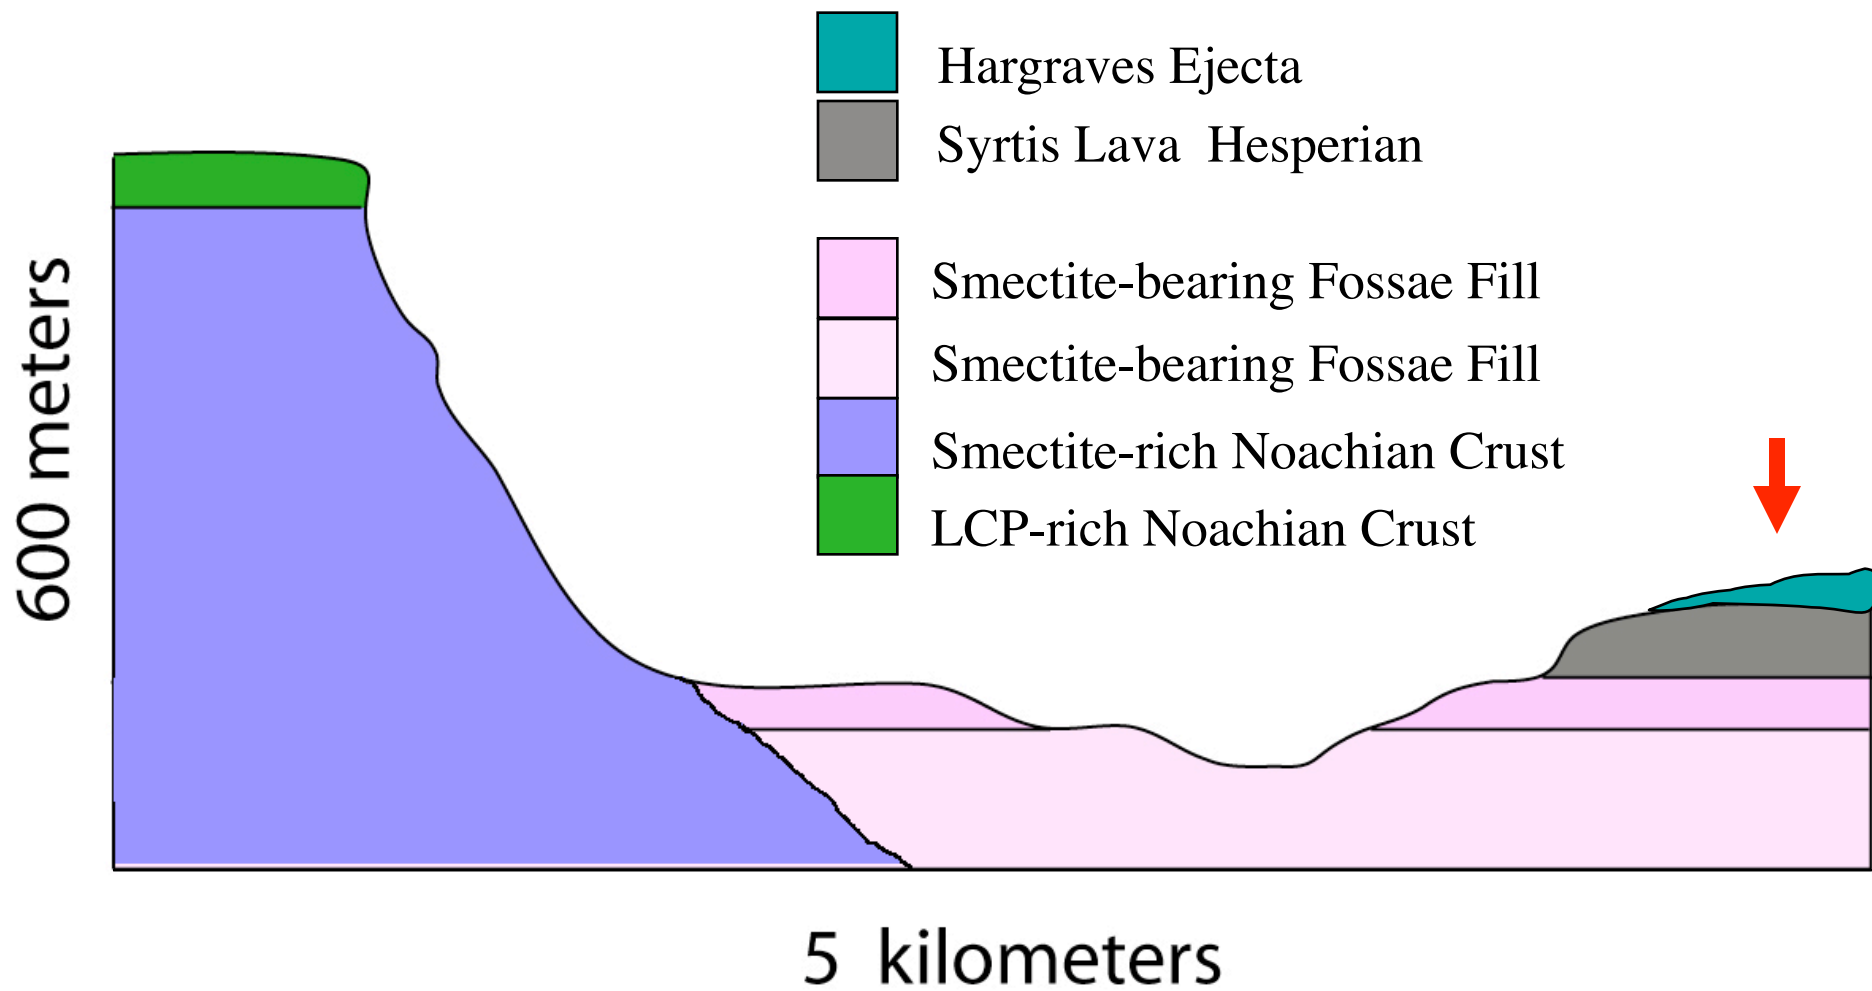 Hargraves Ejecta
Syrtis Lava  Hesperian
Smectite-bearing Fossae Fill
Smectite-bearing Fossae Fill
Smectite-rich Noachian Crust
LCP-rich Noachian Crust
600 meters
5 kilometers